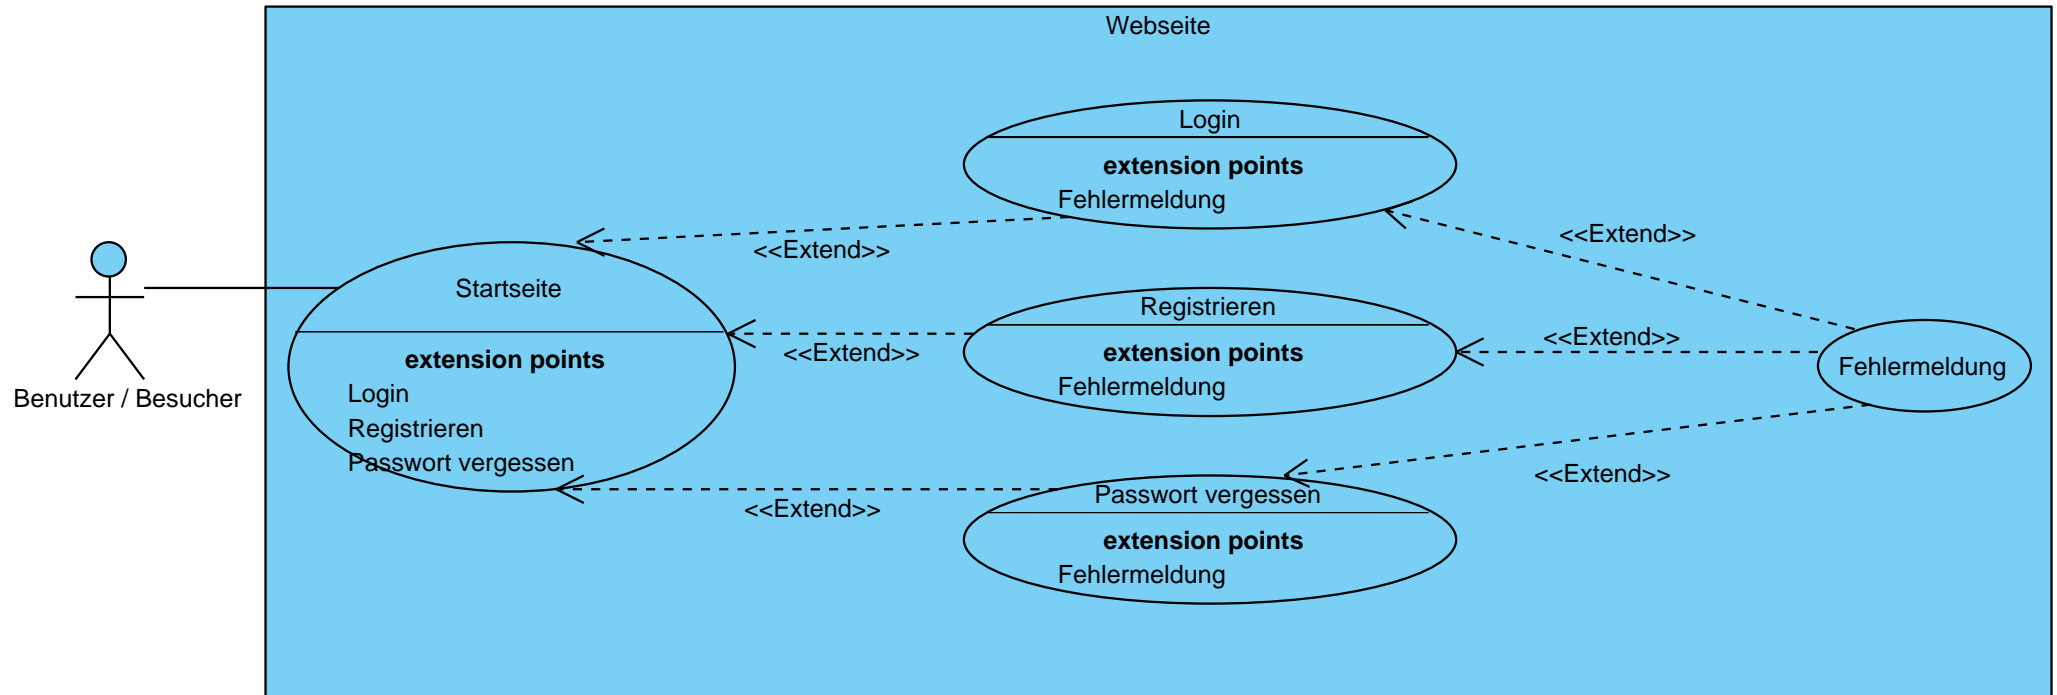 Webseite
Login
extension points
Fehlermeldung
<<Extend>>
<<Extend>>
Startseite
extension points
Login
Registrieren
Passwort vergessen
Benutzer / Besucher
Registrieren
extension points
Fehlermeldung
<<Extend>>
<<Extend>>
Fehlermeldung
Passwort vergessen
extension points
Fehlermeldung
<<Extend>>
<<Extend>>